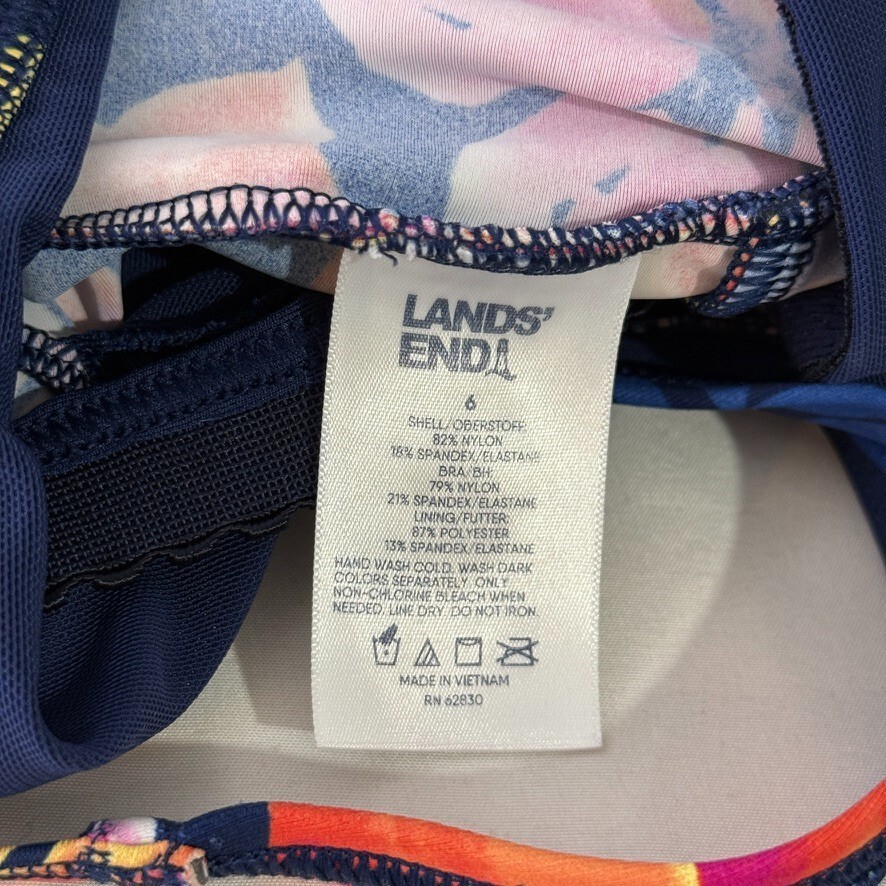 LANDS'
END
6
SHELL/OBERSTOFF:
82% NYLON
18% SPANDEX/ELASTANE
BRA/BH:
79% NYLON
21% SPANDEX/ELASTANE
LINING/FUTTER:
87% POLYESTER
13% SPANDEX/ELASTANE
HAND WASH COLD. WASH DARK
COLORS SEPARATELY. ONLY
NON-CHLORINE BLEACH WHEN
NEEDED. LINE DRY. DO NOT IRON.
MADE IN VIETNAM
RN 62830